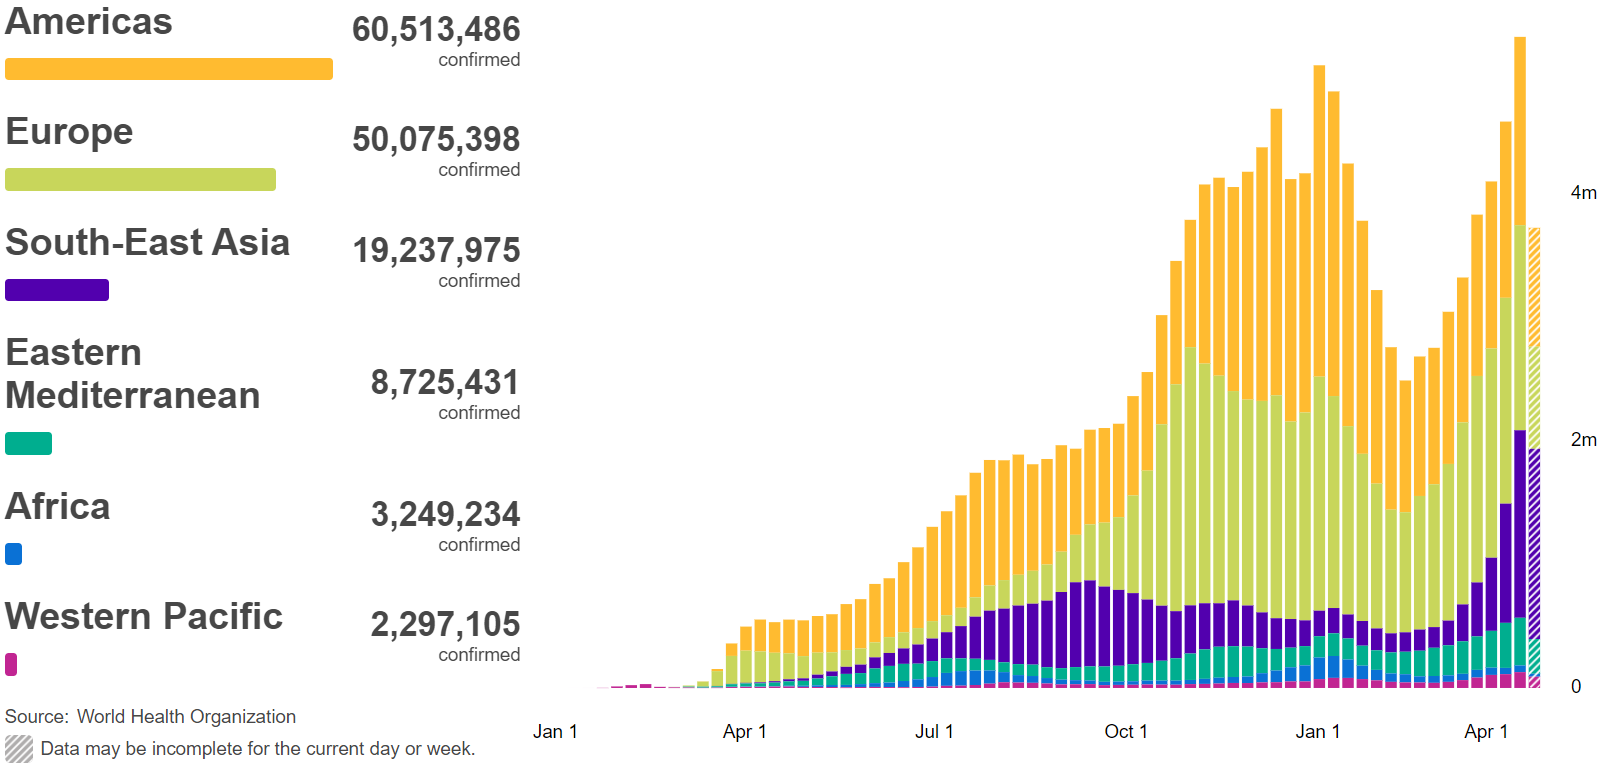 Americas
60,513,486
confirmed
Europe
50,075,398
confirmed
South-East Asia
19,237,975
confirmed
Eastern
Mediterranean
8,725,431
confirmed
Africa
3,249,234
confirmed
Western Pacific
2,297,105
confirmed
Source: World Health Organization
Data may be incomplete for the current day or week.
4m
2m
0
Jan 1
Apr 1
Jul 1
Oct 1
Jan 1
Apr 1